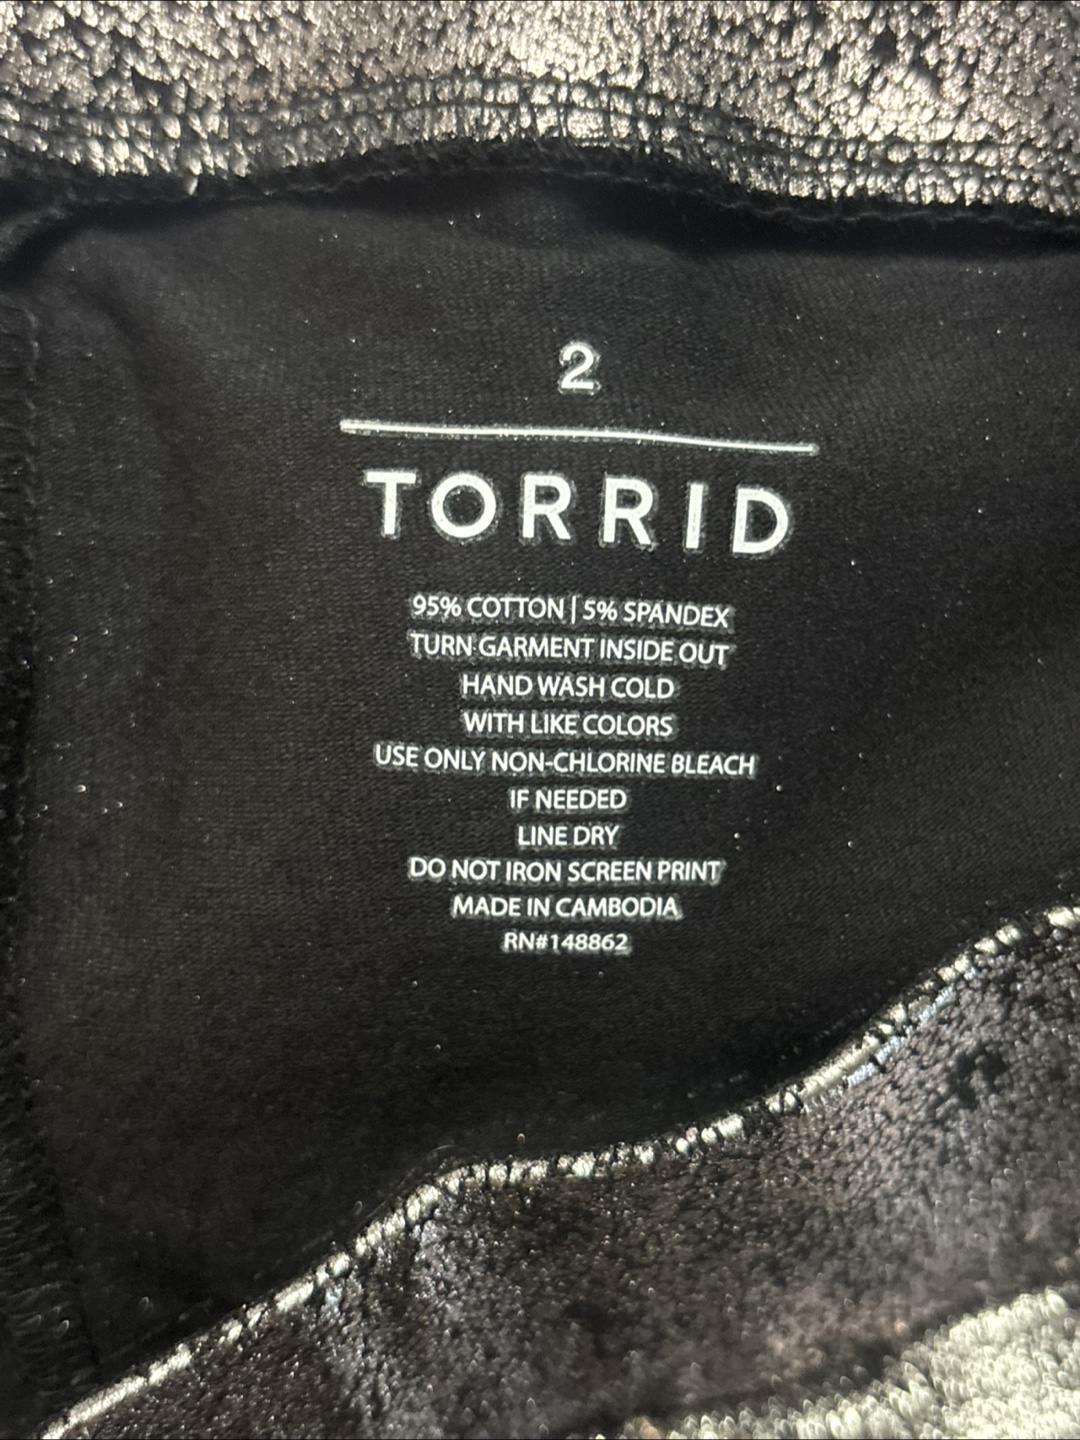 2
TORRID
95% COTTON | 5% SPANDEX
TURN GARMENT INSIDE OUT
HAND WASH COLD
WITH LIKE COLORS
USE ONLY NON-CHLORINE BLEACH
IF NEEDED
LINE DRY
DO NOT IRON SCREEN PRINT
MADE IN CAMBODIA
RN#148862